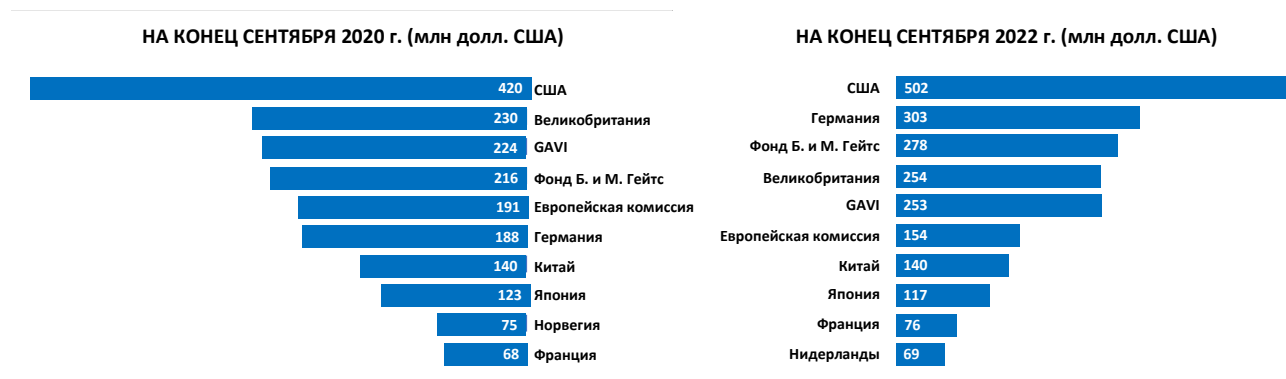 НА КОНЕЦ СЕНТЯБРЯ 2020 г. (млн долл. США)
420 США
230 Великобритания
224 GAVI
216 Фонд Б. и М. Гейтс
191 Европейская комиссия
188 Германия
140 Китай
123 Япония
75 Норвегия
68 Франция
НА КОНЕЦ СЕНТЯБРЯ 2022 г. (млн долл. США)
США 502
Германия 303
Фонд Б. и М. Гейтс 278
Великобритания 254
GAVI 253
Европейская комиссия 154
Китай 140
Япония 117
Франция 76
Нидерланды 69